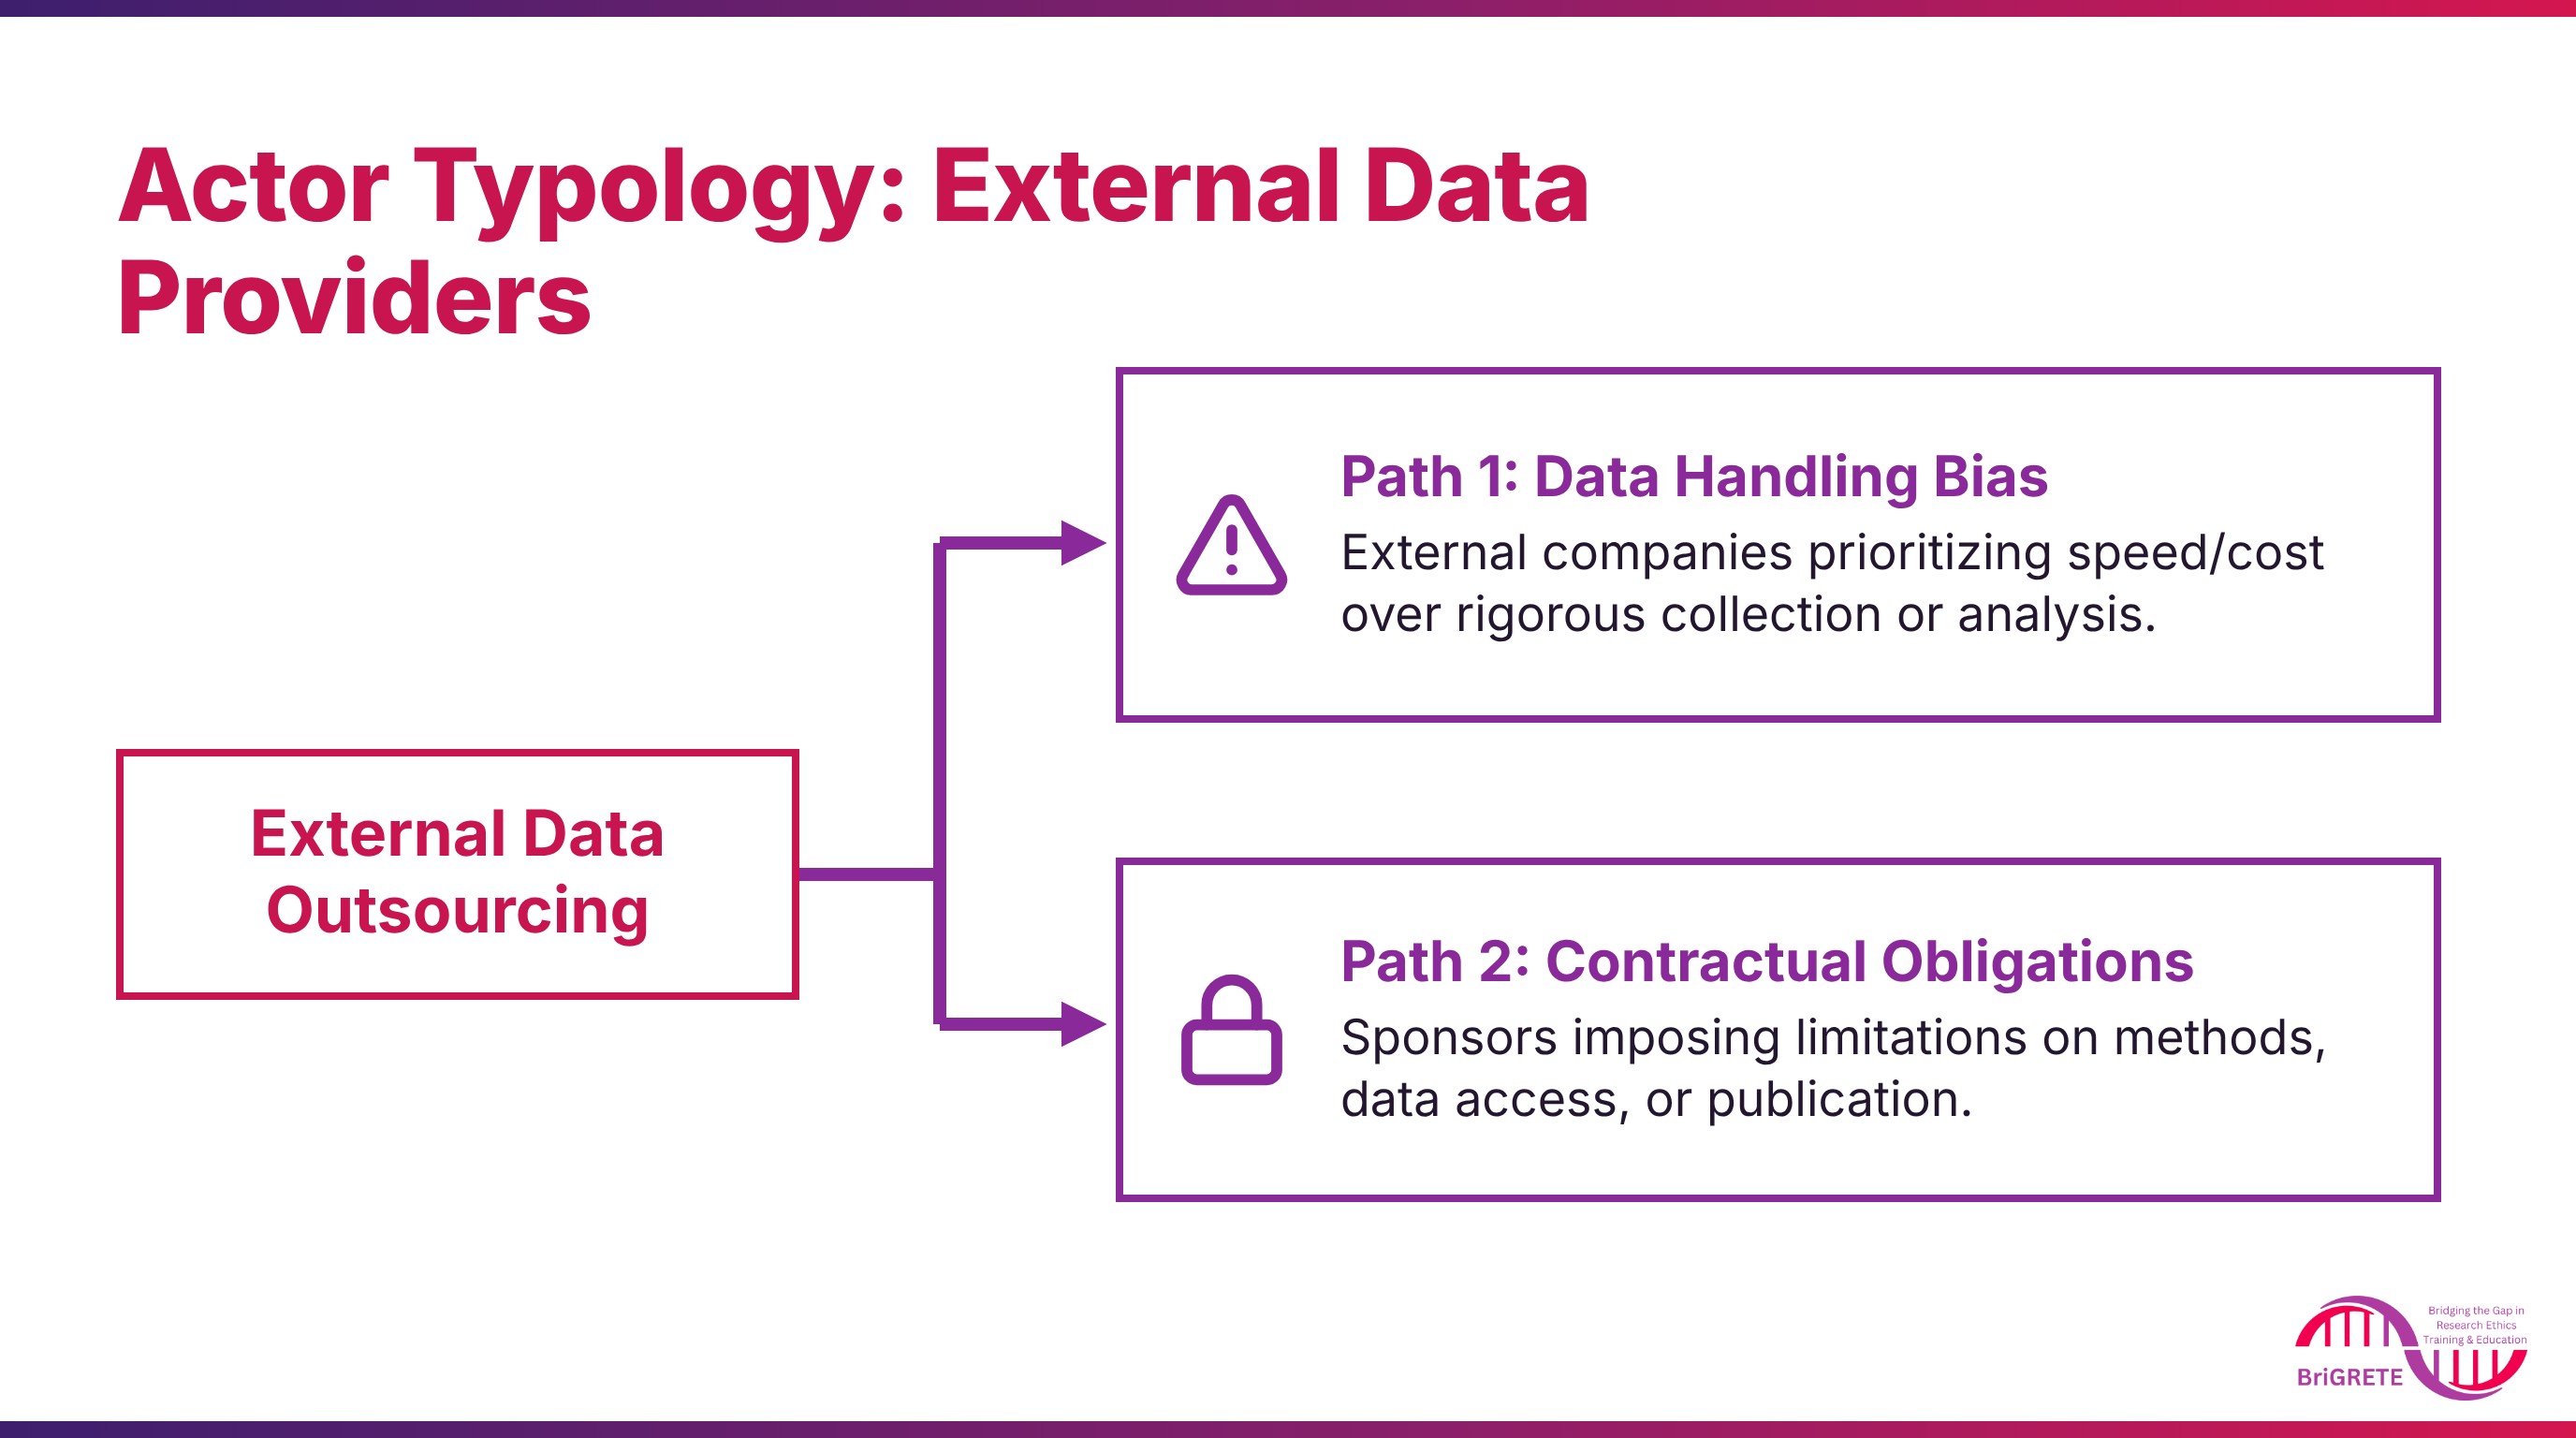 Actor Typology: External Data
Providers
Path 1: Data Handling Bias
External companies prioritizing speed/cost
over rigorous collection or analysis.
External Data
Outsourcing
Path 2: Contractual Obligations
Sponsors imposing limitations on methods,
data access, or publication.
Bridging the Gap in
Research Ethics
Training & Education
BriGRETE